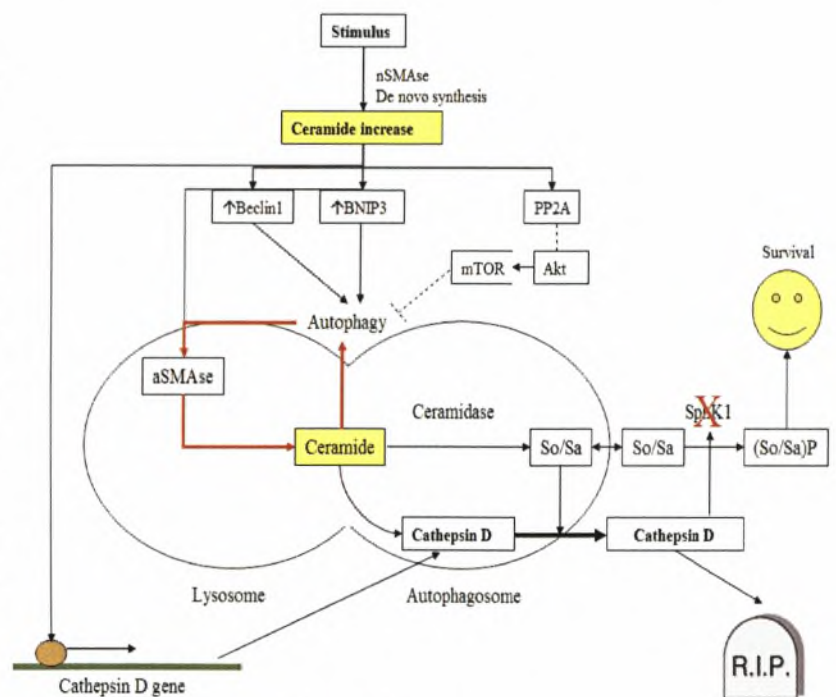 Stimulus
nSMAse
De novo synthesis
Ceramide increase
↑Beclin1
↑BNIP3
PP2A
mTOR
Akt
Survival
Autophagy
aSMAse
Ceramidase
Ceramide
So/Sa
So/Sa
(So/Sa)P
Cathepsin D
Cathepsin D
Lysosome
Autophagosome
R.I.P.
Cathepsin D gene